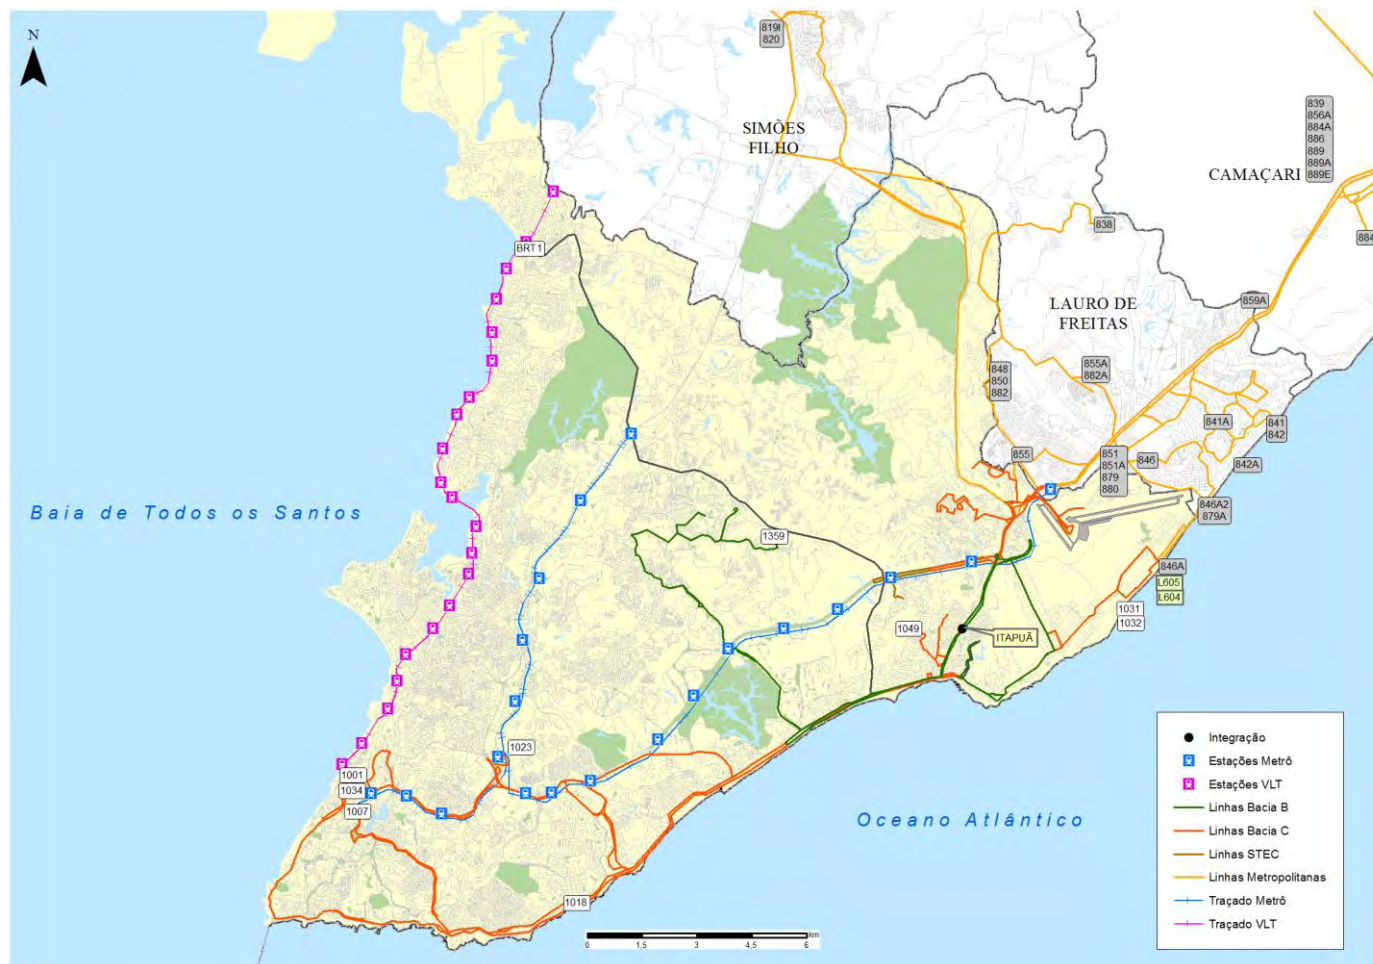 N
819I
820
SIMÕES
FILHO
839
856A
884A
886
889
889A
889E
CAMAÇARI
838
884
BRT1
859A
LAURO DE
FREITAS
855A
882A
848
850
882
841A
841
842
855
851
851A
879
880
846
842A
846A2
879A
Baia de Todos os Santos
1359
846A
L605
L604
1031
1032
1049
ITAPUÃ
1023
1001
1034
1007
Oceano Atlântico
1018
km
0 1,5 3 4,5 6
Integração
Estações Metrô
Estações VLT
Linhas Bacia B
Linhas Bacia C
Linhas STEC
Linhas Metropolitanas
Traçado Metrô
Traçado VLT